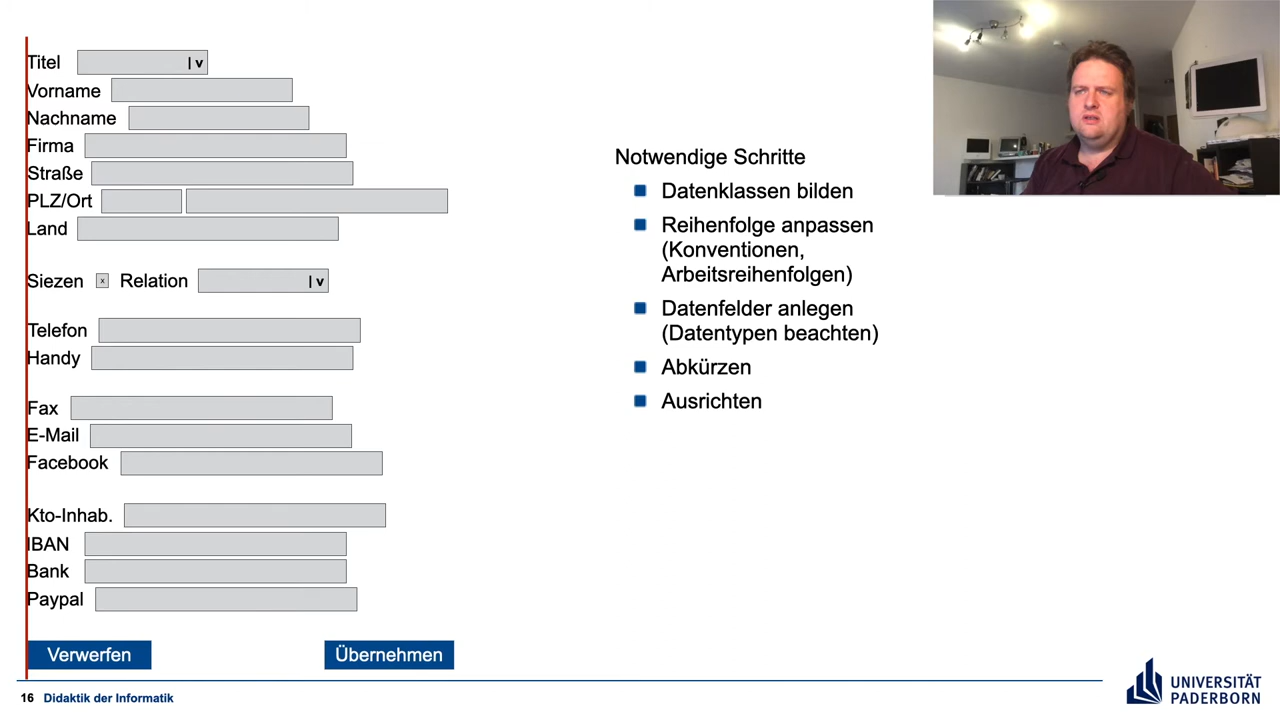 Titel | v
Vorname
Nachname
Firma
Straße
PLZ/Ort
Land
Siezen x Relation | v
Telefon
Handy
Fax
E-Mail
Facebook
Kto-Inhab.
IBAN
Bank
Paypal
Verwerfen Übernehmen
Notwendige Schritte
Datenklassen bilden
Reihenfolge anpassen
(Konventionen,
Arbeitsreihenfolgen)
Datenfelder anlegen
(Datentypen beachten)
Abkürzen
Ausrichten
16 Didaktik der Informatik
UNIVERSITÄT
PADERBORN